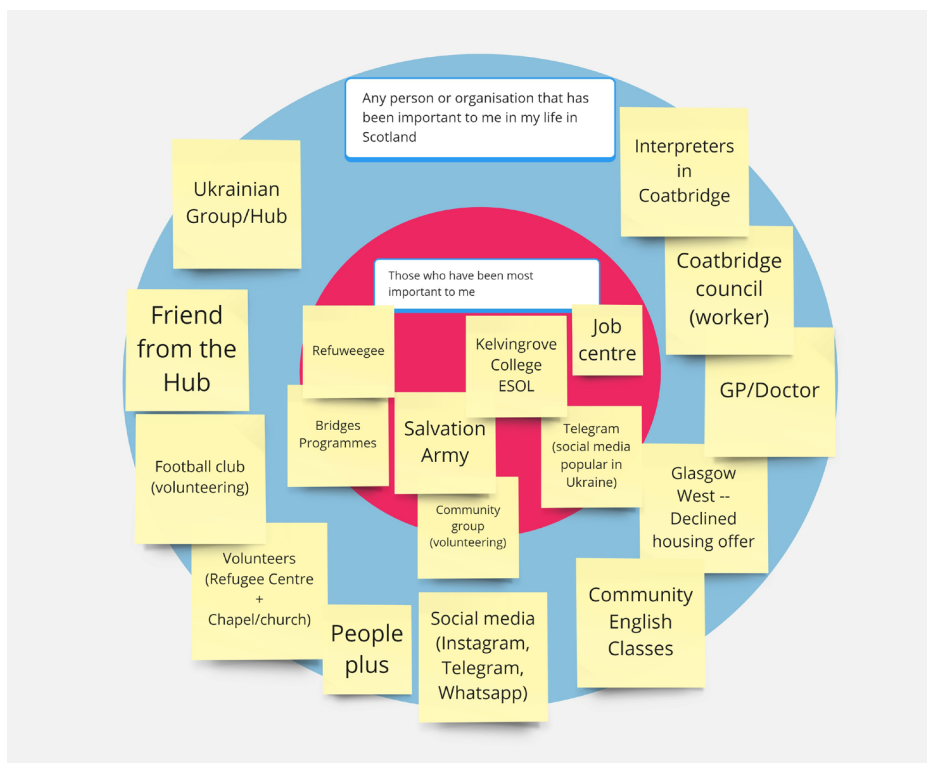 Any person or organisation that has
been important to me in my life in
Scotland
Interpreters
in
Coatbridge
Ukrainian
Group/Hub
Coatbridge
council
(worker)
Those who have been most
important to me
Friend
from the
Hub
Refuweegee
Kelvingrove
College
ESOL
Job
centre
GP/Doctor
Bridges
Programmes
Salvation
Army
Telegram
(social media
popular in
Ukraine)
Football club
(volunteering)
Glasgow
West --
Declined
housing offer
Community
group
(volunteering)
Volunteers
(Refugee Centre
+
Chapel/church)
Community
English
Classes
People
plus
Social media
(Instagram,
Telegram,
Whatsapp)